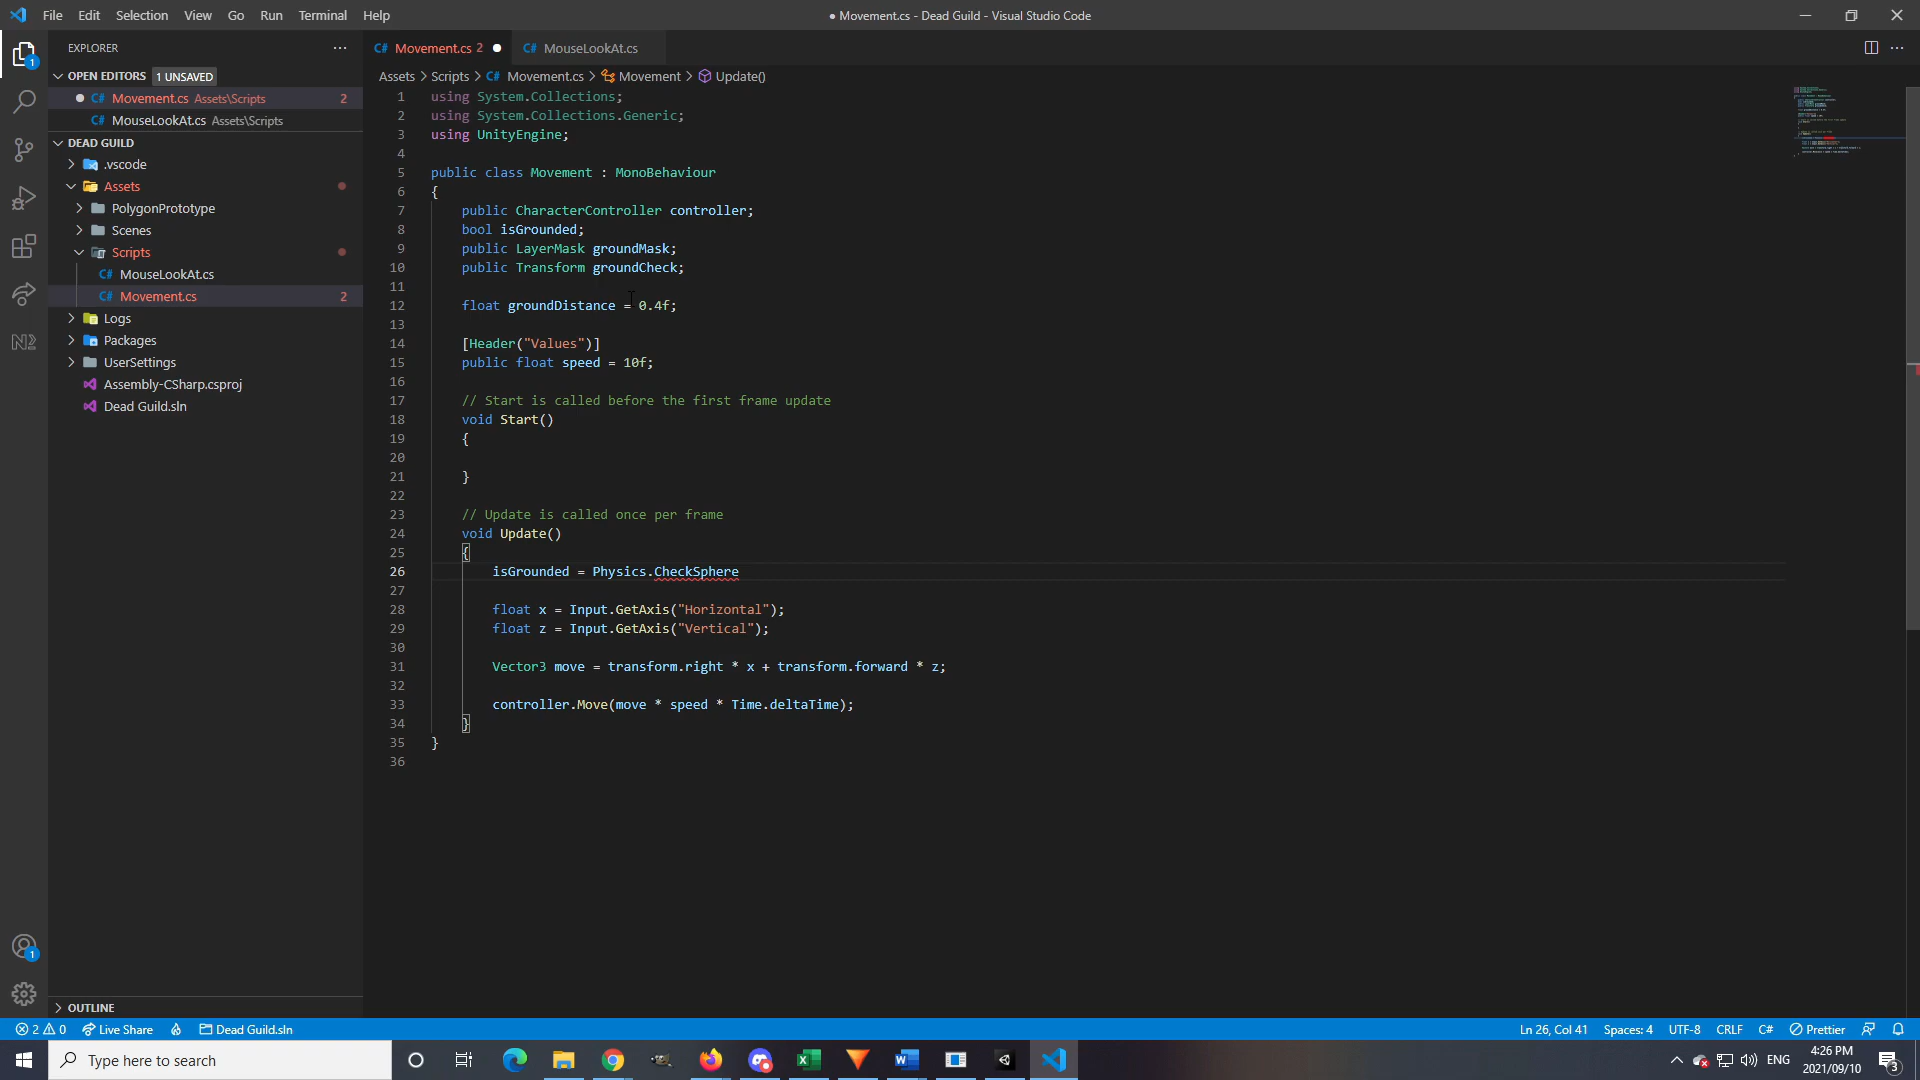 File Edit Selection View Go Run Terminal Help
● Movement.cs - Dead Guild - Visual Studio Code
EXPLORER
OPEN EDITORS 1 UNSAVED
Movement.cs Assets\Scripts 2
MouseLookAt.cs Assets\Scripts
DEAD GUILD
.vscode
Assets
PolygonPrototype
Scenes
Scripts
MouseLookAt.cs
Movement.cs 2
Logs
Packages
UserSettings
Assembly-CSharp.csproj
Dead Guild.sln
OUTLINE
Movement.cs 2
MouseLookAt.cs
Assets > Scripts > Movement.cs > Movement > Update()
1 using System.Collections;
2 using System.Collections.Generic;
3 using UnityEngine;
4
5 public class Movement : MonoBehaviour
6 {
7 public CharacterController controller;
8 bool isGrounded;
9 public LayerMask groundMask;
10 public Transform groundCheck;
11
12 float groundDistance = 0.4f;
13
14 [Header("Values")]
15 public float speed = 10f;
16
17 // Start is called before the first frame update
18 void Start()
19 {
20
21 }
22
23 // Update is called once per frame
24 void Update()
25 {
26 isGrounded = Physics.CheckSphere
27
28 float x = Input.GetAxis("Horizontal");
29 float z = Input.GetAxis("Vertical");
30
31 Vector3 move = transform.right * x + transform.forward * z;
32
33 controller.Move(move * speed * Time.deltaTime);
34 }
35 }
36
2 0 Live Share Dead Guild.sln
Ln 26, Col 41 Spaces: 4 UTF-8 CRLF C# Prettier
Type here to search
ENG
4:26 PM
2021/09/10
3